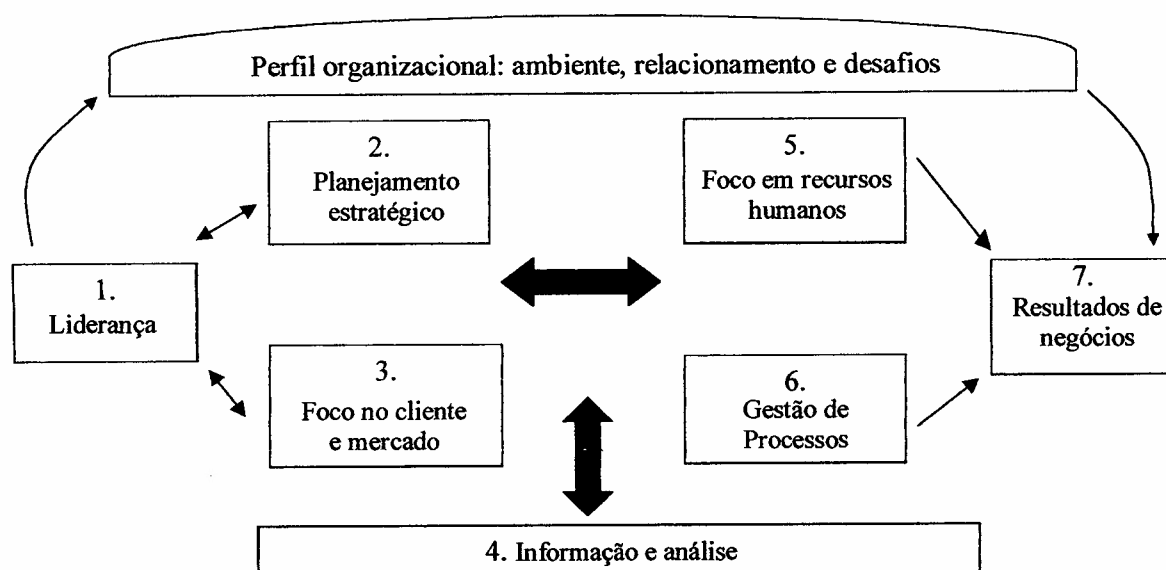 Perfil organizacional: ambiente, relacionamento e desafios
2.
Planejamento
estratégico
5.
Foco em recursos
humanos
1.
Liderança
7.
Resultados de
negócios
3.
Foco no cliente
e mercado
6.
Gestão de
Processos
4. Informação e análise